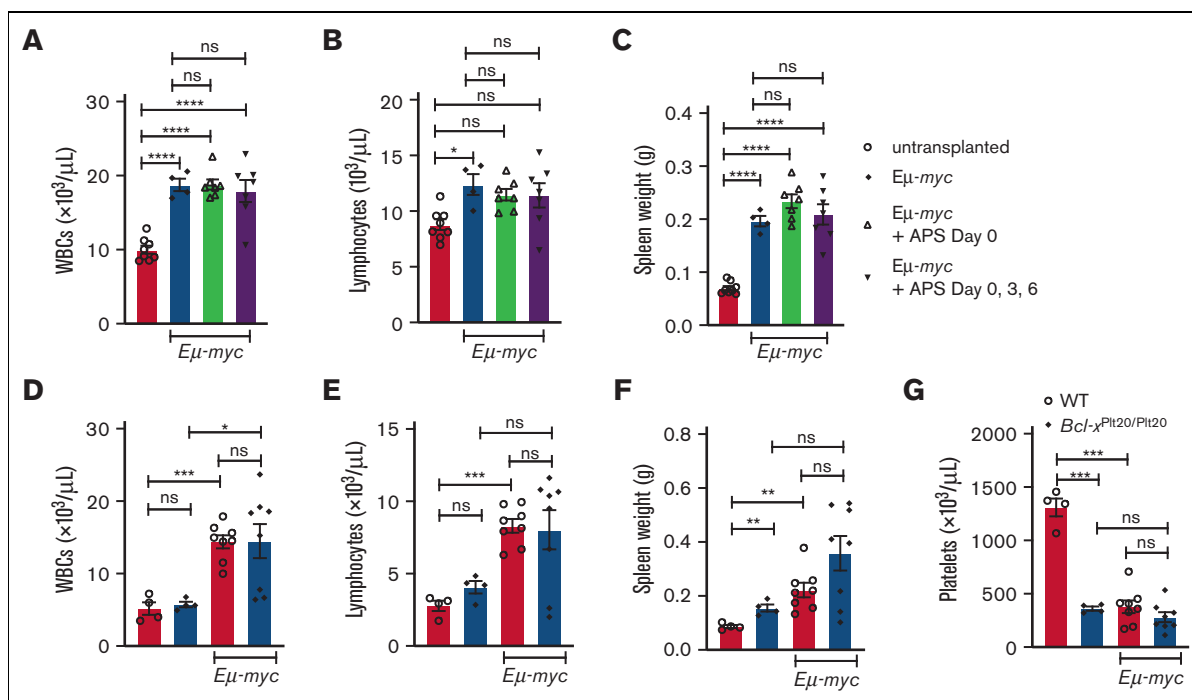 A
WBCs (×10³/μL)
30
20
10
0
ns
ns
****
****
****
Eμ-myc
B
Lymphocytes (10³/μL)
20
15
10
5
0
ns
ns
ns
ns
*
Eμ-myc
C
Spleen weight (g)
0.4
0.3
0.2
0.1
0.0
ns
ns
****
****
****
Eμ-myc
untransplanted
Eμ-myc
Eμ-myc
+ APS Day 0
Eμ-myc
+ APS Day 0, 3, 6
D
WBCs (×10³/μL)
30
20
10
0
*
ns
***
ns
Eμ-myc
E
Lymphocytes (×10³/μL)
15
10
5
0
ns
ns
***
ns
Eμ-myc
F
Spleen weight (g)
0.8
0.6
0.4
0.2
0.0
ns
ns
**
**
Eμ-myc
G
WT
Bcl-xPlt20/Plt20
Platelets (×10³/μL)
2000
1500
1000
500
0
***
***
ns
ns
Eμ-myc